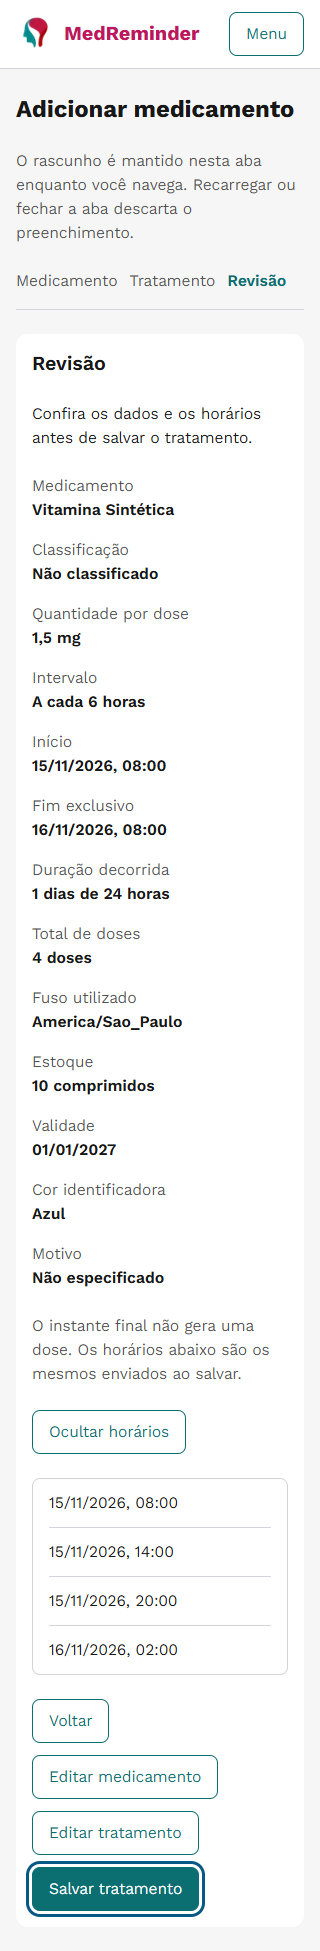 MedReminder
Menu
Adicionar medicamento
O rascunho é mantido nesta aba
enquanto você navega. Recarregar ou
fechar a aba descarta o
preenchimento.
Medicamento Tratamento Revisão
Revisão
Confira os dados e os horários
antes de salvar o tratamento.
Medicamento
Vitamina Sintética
Classificação
Não classificado
Quantidade por dose
1,5 mg
Intervalo
A cada 6 horas
Início
15/11/2026, 08:00
Fim exclusivo
16/11/2026, 08:00
Duração decorrida
1 dias de 24 horas
Total de doses
4 doses
Fuso utilizado
America/Sao_Paulo
Estoque
10 comprimidos
Validade
01/01/2027
Cor identificadora
Azul
Motivo
Não especificado
O instante final não gera uma
dose. Os horários abaixo são os
mesmos enviados ao salvar.
Ocultar horários
15/11/2026, 08:00
15/11/2026, 14:00
15/11/2026, 20:00
16/11/2026, 02:00
Voltar
Editar medicamento
Editar tratamento
Salvar tratamento